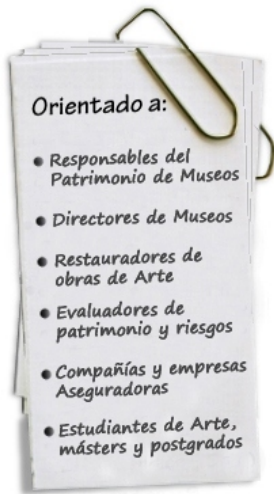 Orientado a:
• Responsables del
Patrimonio de Museos
• Directores de Museos
• Restauradores de
obras de Arte
• Evaluadores de
patrimonio y riesgos
• Compañías y empresas
Aseguradoras
• Estudiantes de Arte,
másters y postgrados